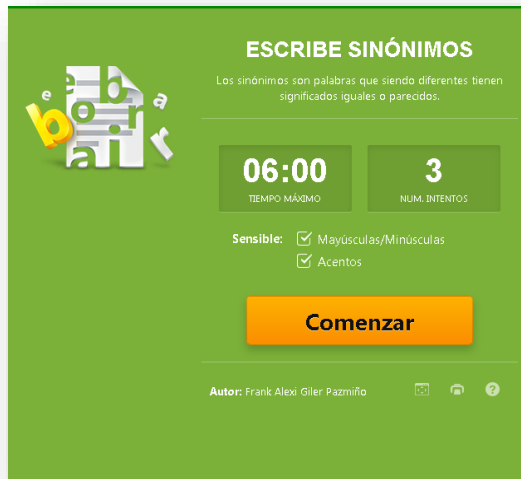 ESCRIBE SINÓNIMOS
Los sinónimos son palabras que siendo diferentes tienen
significados iguales o parecidos.
06:00
TIEMPO MÁXIMO
3
NUM. INTENTOS
Sensible: Mayúsculas/Minúsculas
Acentos
Comenzar
Autor: Frank Alexi Giler Pazmiño